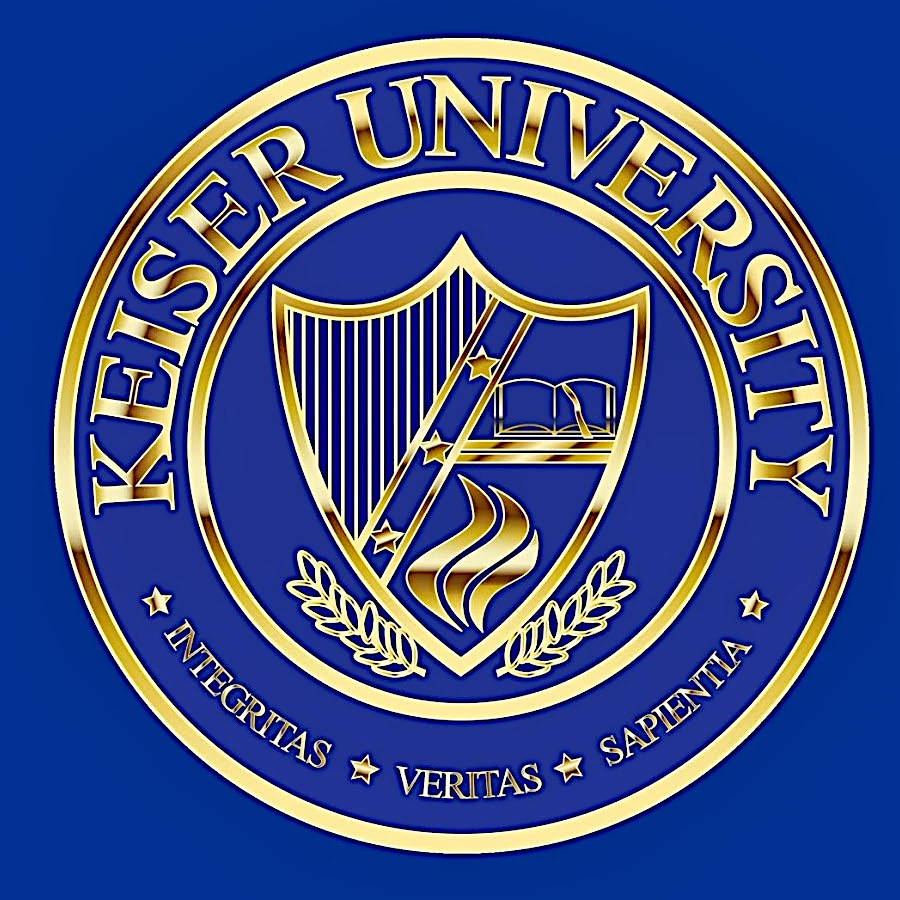 KEISER UNIVERSITY
INTEGRITAS ★ VERITAS ★ SAPIENTIA